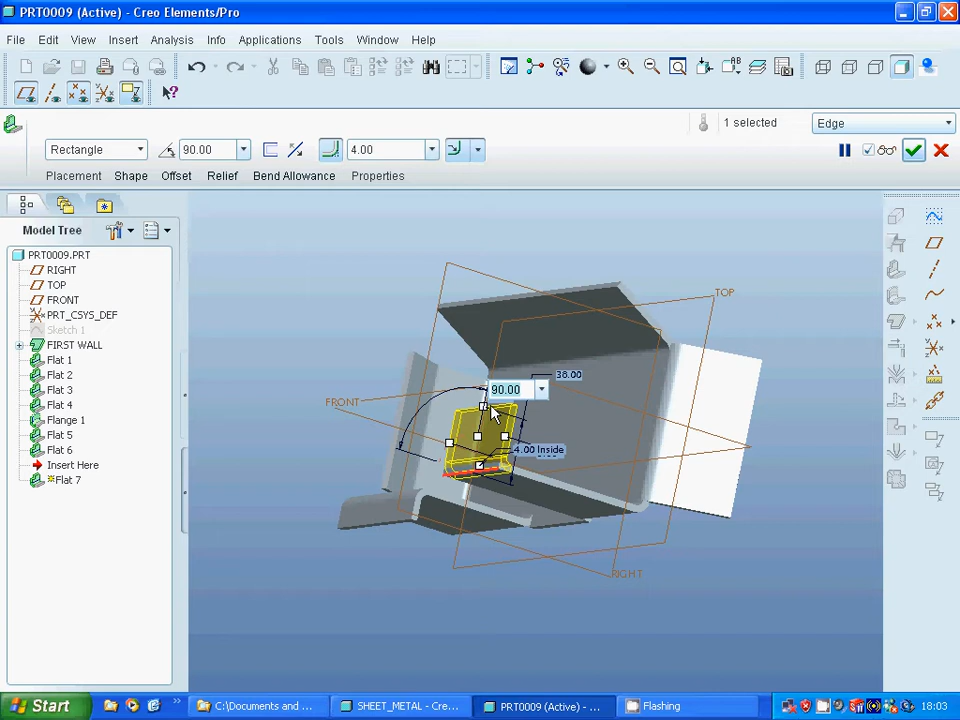 PRT0009 (Active) - Creo Elements/Pro
File Edit View Insert Analysis Info Applications Tools Window Help
1 selected Edge
Rectangle 90.00 4.00
Placement Shape Offset Relief Bend Allowance Properties
Model Tree
PRT0009.PRT
RIGHT
TOP
FRONT
PRT_CSYS_DEF
Sketch 1
FIRST WALL
Flat 1
Flat 2
Flat 3
Flat 4
Flange 1
Flat 5
Flat 6
Insert Here
Flat 7
TOP
38.00
90.00
FRONT
4.00 Inside
RIGHT
Start C:\Documents and ... SHEET_METAL - Cre... PRT0009 (Active) - ... Flashing 18:03